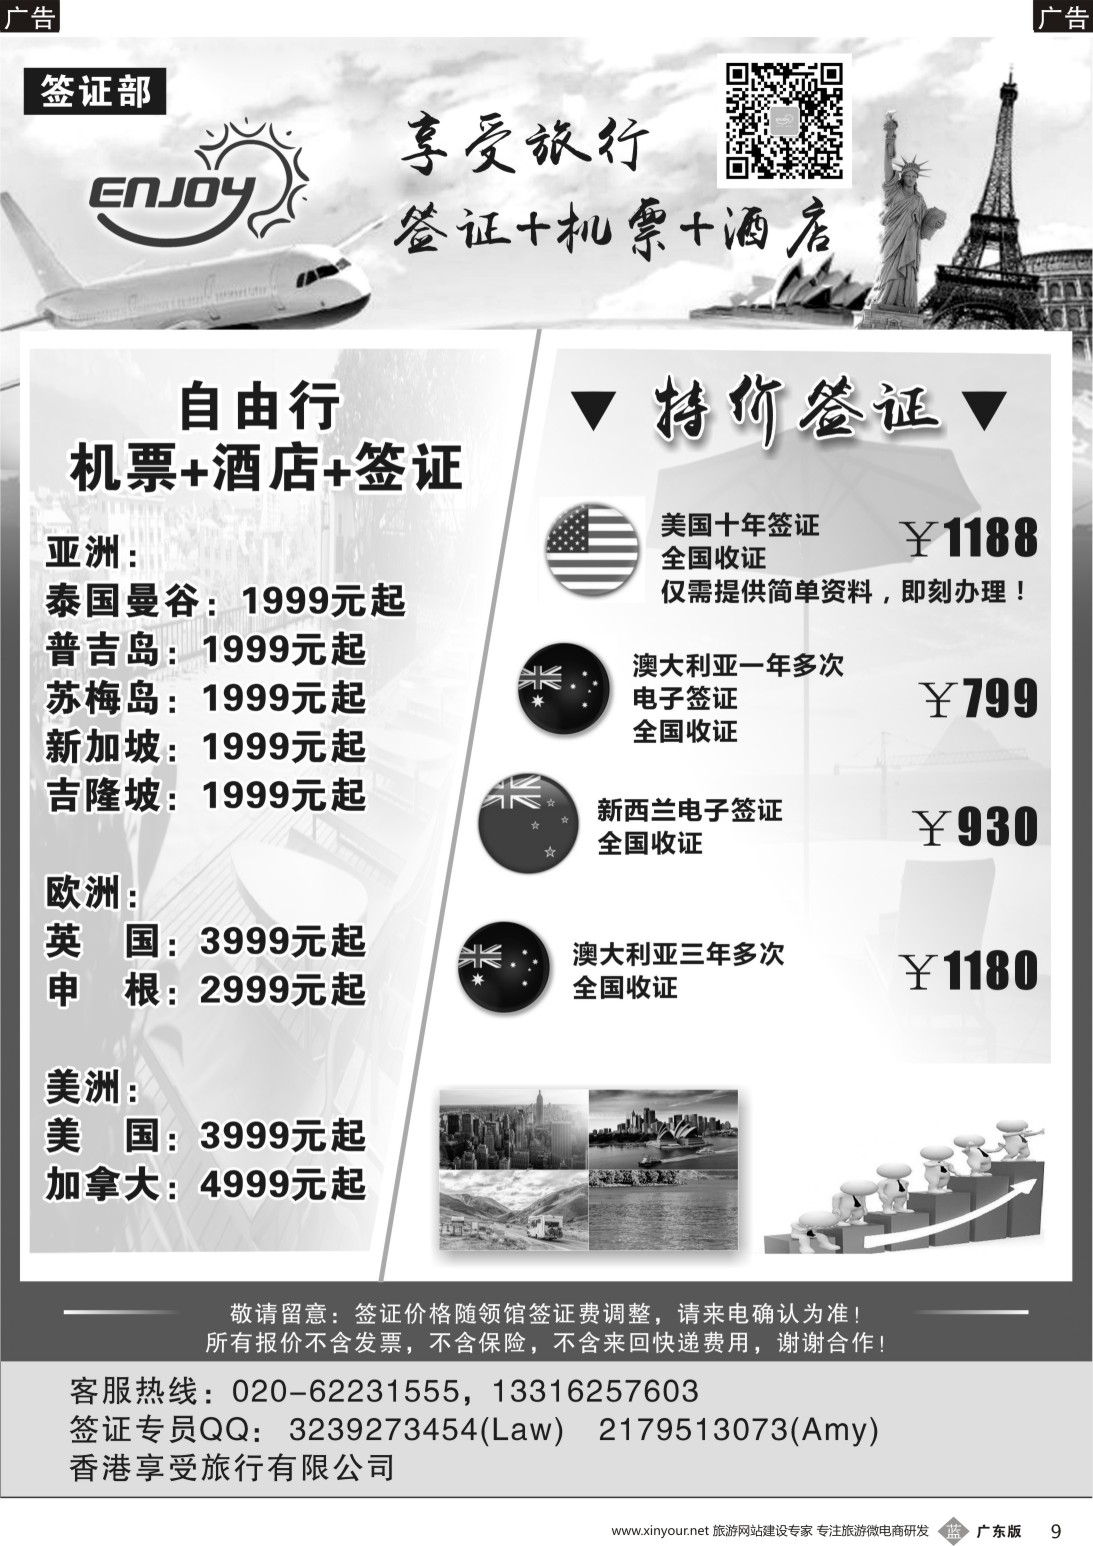 广告
广告
签证部
ENJOY
享受旅行
签证+机票+酒店
自由行
机票+酒店+签证
亚洲：
泰国曼谷：1999元起
普吉岛：1999元起
苏梅岛：1999元起
新加坡：1999元起
吉隆坡：1999元起
欧洲：
英 国：3999元起
申 根：2999元起
美洲：
美 国：3999元起
加拿大：4999元起
特价签证
美国十年签证
全国收证
仅需提供简单资料，即刻办理！
￥1188
澳大利亚一年多次
电子签证
全国收证
￥799
新西兰电子签证
全国收证
￥930
澳大利亚三年多次
全国收证
￥1180
敬请留意：签证价格随领馆签证费调整，请来电确认为准！
所有报价不含发票，不含保险，不含来回快递费用，谢谢合作！
客服热线：020-62231555，13316257603
签证专员QQ： 3239273454(Law) 2179513073(Amy)
香港享受旅行有限公司
www.xinyour.net 旅游网站建设专家 专注旅游微电商研发 蓝 广东版 9